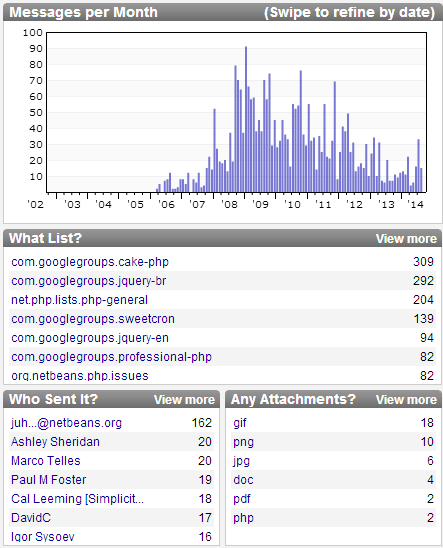 Messages per Month (Swipe to refine by date)
100
90
80
70
60
50
40
30
20
10
'02 '03 '04 '05 '06 '07 '08 '09 '10 '11 '12 '13 '14
What List? View more
com.googlegroups.cake-php 309
com.googlegroups.jquery-br 292
net.php.lists.php-general 204
com.googlegroups.sweetcron 139
com.googlegroups.jquery-en 94
com.googlegroups.professional-php 82
org.netbeans.php.issues 82
Who Sent It? View more
juh...@netbeans.org 162
Ashley Sheridan 20
Marco Telles 20
Paul M Foster 19
Cal Leeming [Simplicit... 18
DavidC 17
Igor Sysoev 16
Any Attachments? View more
gif 18
png 10
jpg 6
doc 4
pdf 2
php 2